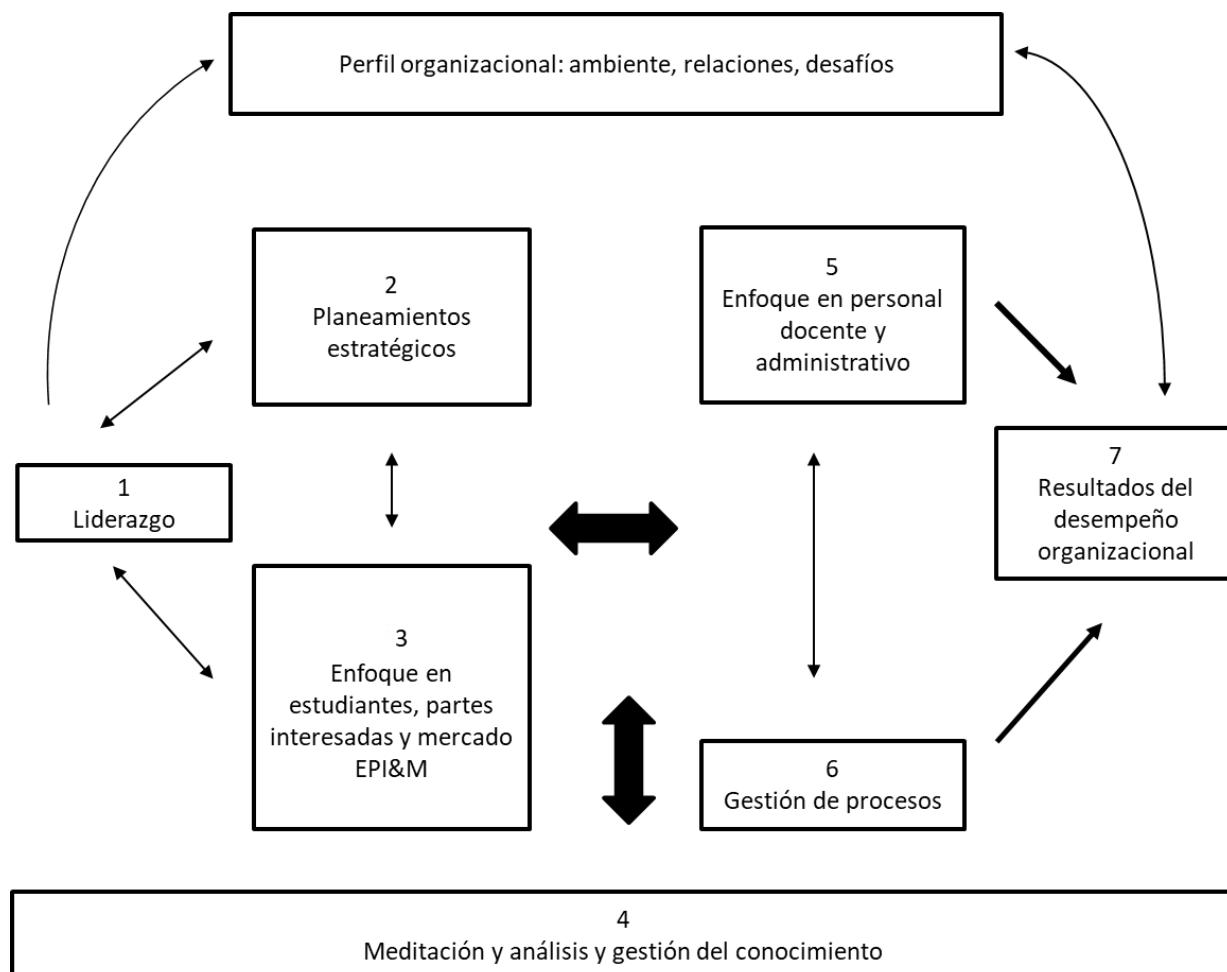 Perfil organizacional: ambiente, relaciones, desafíos
2
Planeamientos
estratégicos
5
Enfoque en personal
docente y
administrativo
1
Liderazgo
7
Resultados del
desempeño
organizacional
3
Enfoque en
estudiantes, partes
interesadas y mercado
EPI&M
6
Gestión de procesos
4
Meditación y análisis y gestión del conocimiento